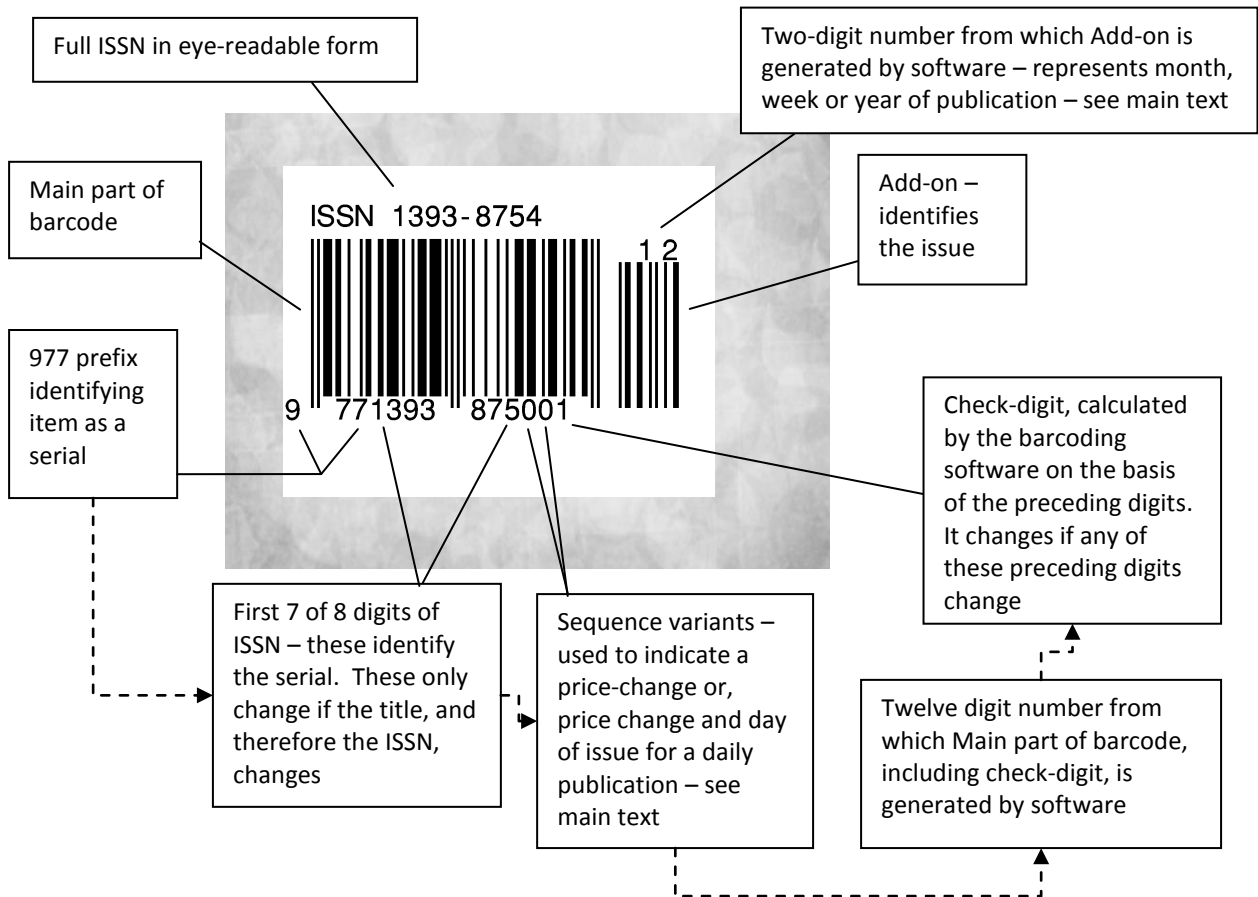 Full ISSN in eye-readable form
Two-digit number from which Add-on is
generated by software – represents month,
week or year of publication – see main text
Main part of
barcode
Add-on –
identifies
the issue
ISSN 1393-8754
12
977 prefix
identifying
item as a
serial
9 771393 875001
Check-digit, calculated
by the barcoding
software on the basis
of the preceding digits.
It changes if any of
these preceding digits
change
First 7 of 8 digits of
ISSN – these identify
the serial. These only
change if the title, and
therefore the ISSN,
changes
Sequence variants –
used to indicate a
price-change or,
price change and day
of issue for a daily
publication – see
main text
Twelve digit number from
which Main part of barcode,
including check-digit, is
generated by software